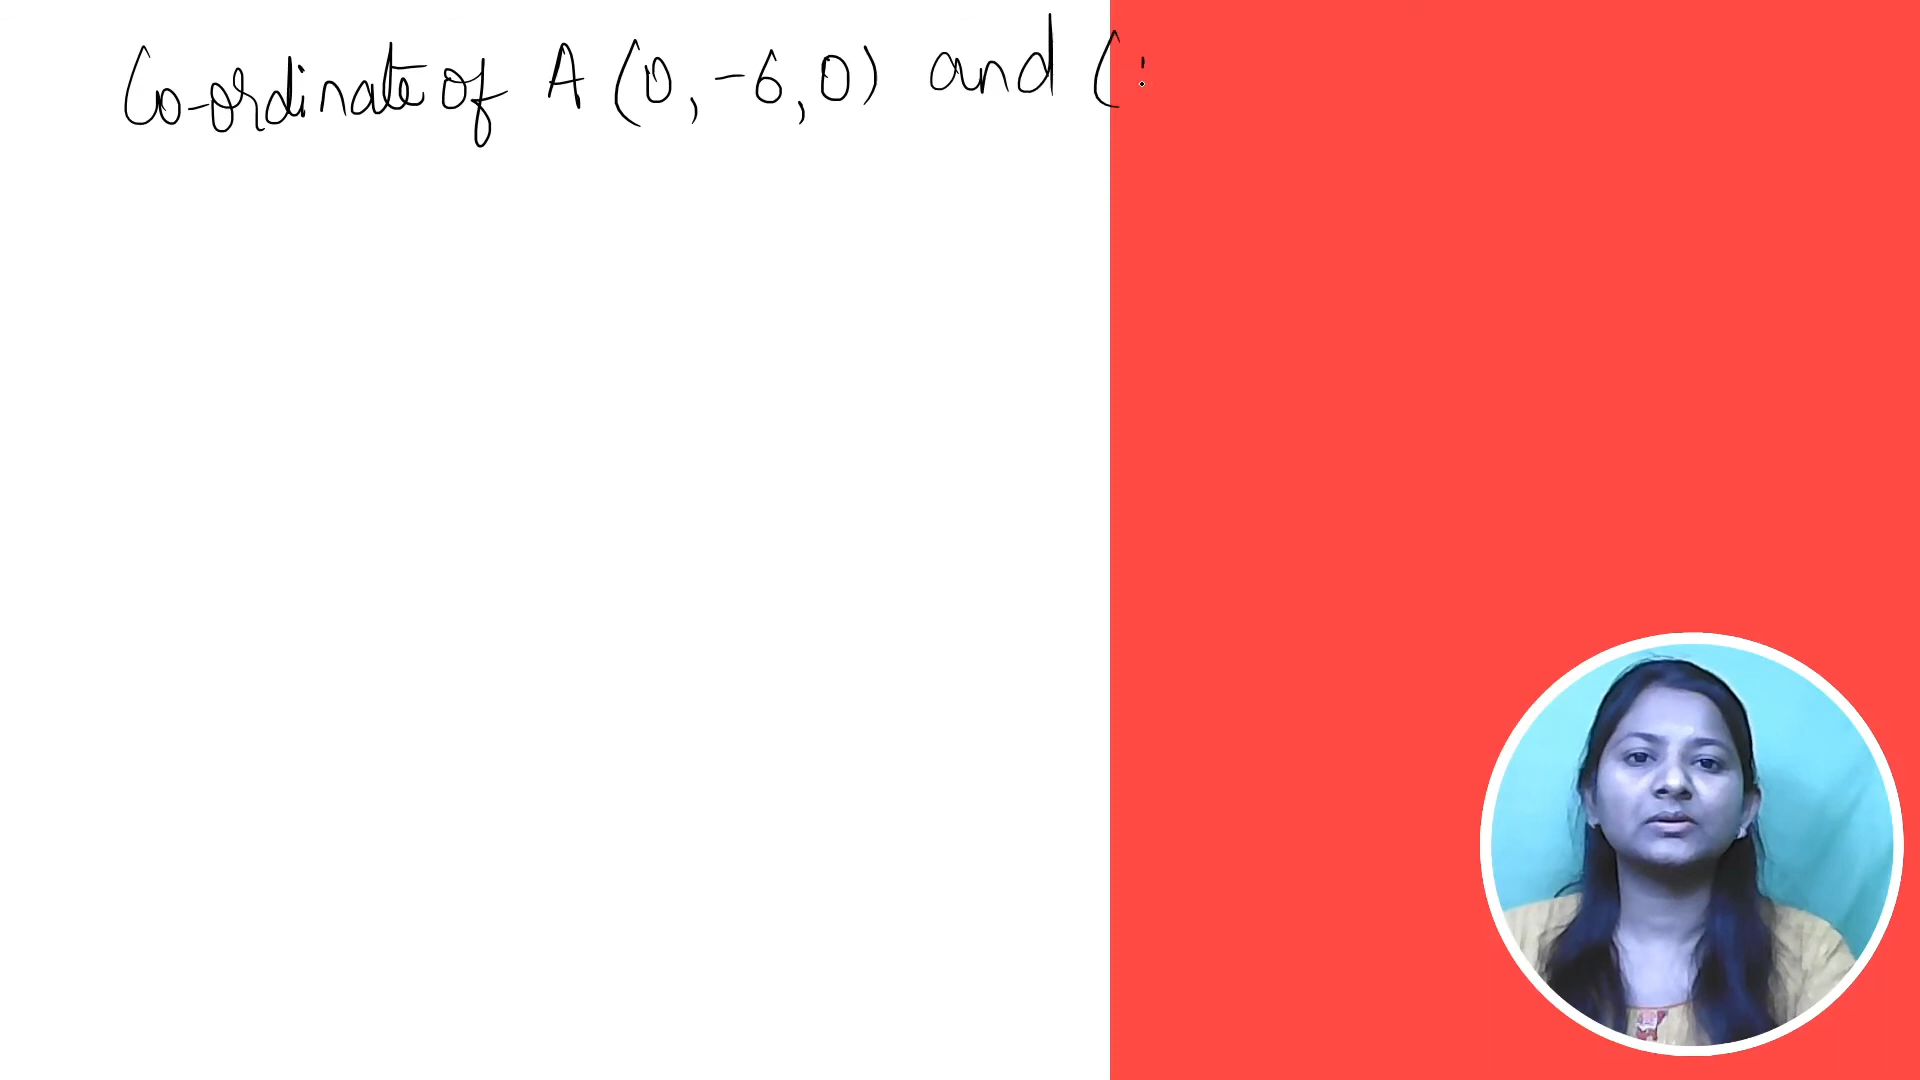 Co-ordinate of A (0, -6, 0) and (